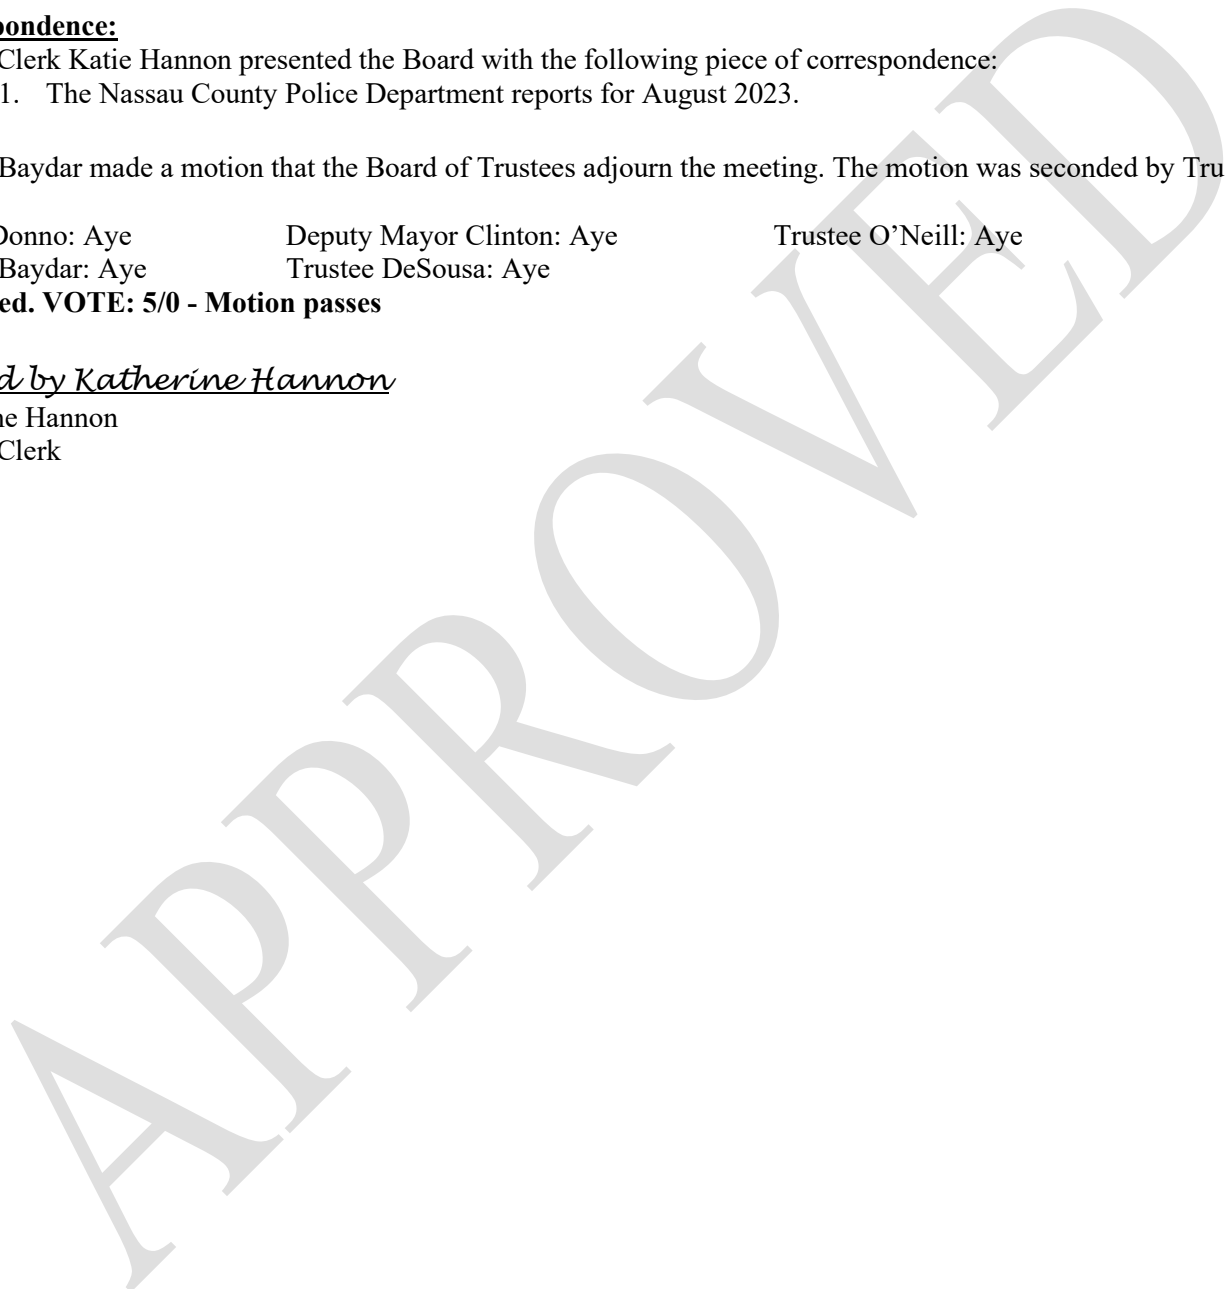 pondence:
Clerk Katie Hannon presented the Board with the following piece of correspondence:
1. The Nassau County Police Department reports for August 2023.
Baydar made a motion that the Board of Trustees adjourn the meeting. The motion was seconded by Tru
Donno: Aye Deputy Mayor Clinton: Aye Trustee O’Neill: Aye
Baydar: Aye Trustee DeSousa: Aye
ed. VOTE: 5/0 - Motion passes
d by Katherine Hannon
ne Hannon
Clerk
APPROVED